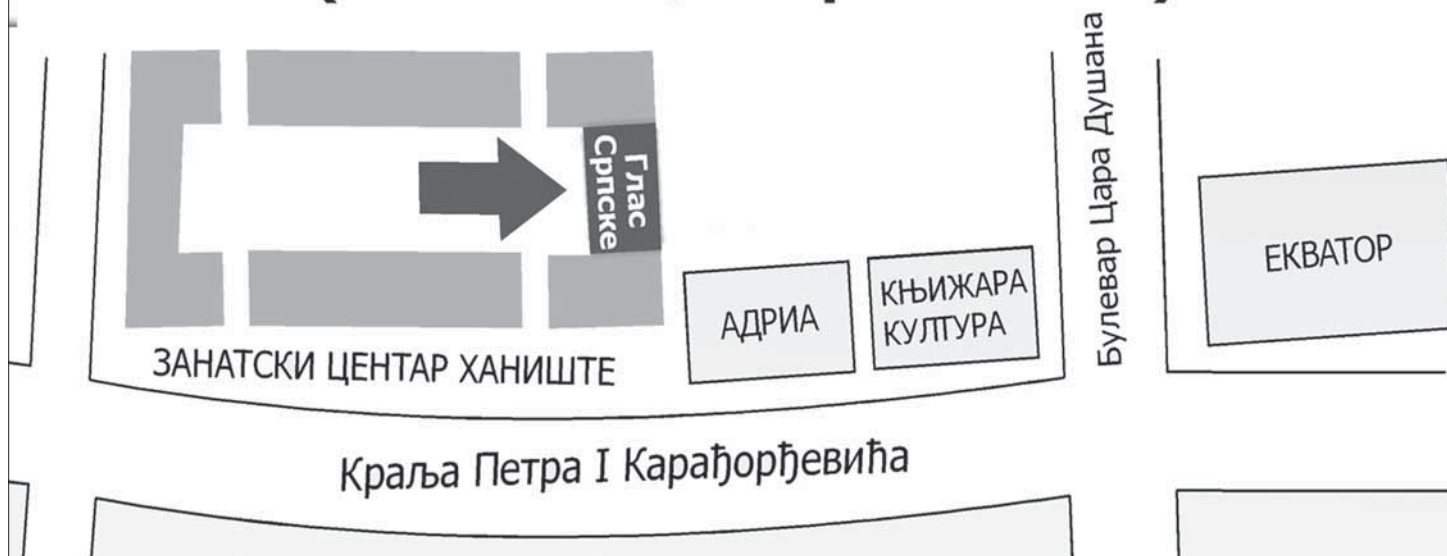 Булевар Цара Душана
Глас
Српске
ЕКВАТОР
КЊИЖАРА
КУЛТУРА
АДРИА
ЗАНАТСКИ ЦЕНТАР ХАНИШТЕ
Краља Петра I Карађорђевића